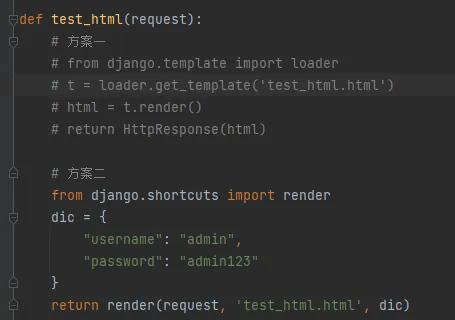 def test_html(request):
    # 方案一
    # from django.template import loader
    # t = loader.get_template('test_html.html')
    # html = t.render()
    # return HttpResponse(html)
    # 方案二
    from django.shortcuts import render
    dic = {
        "username": "admin",
        "password": "admin123"
    }
    return render(request, 'test_html.html', dic)